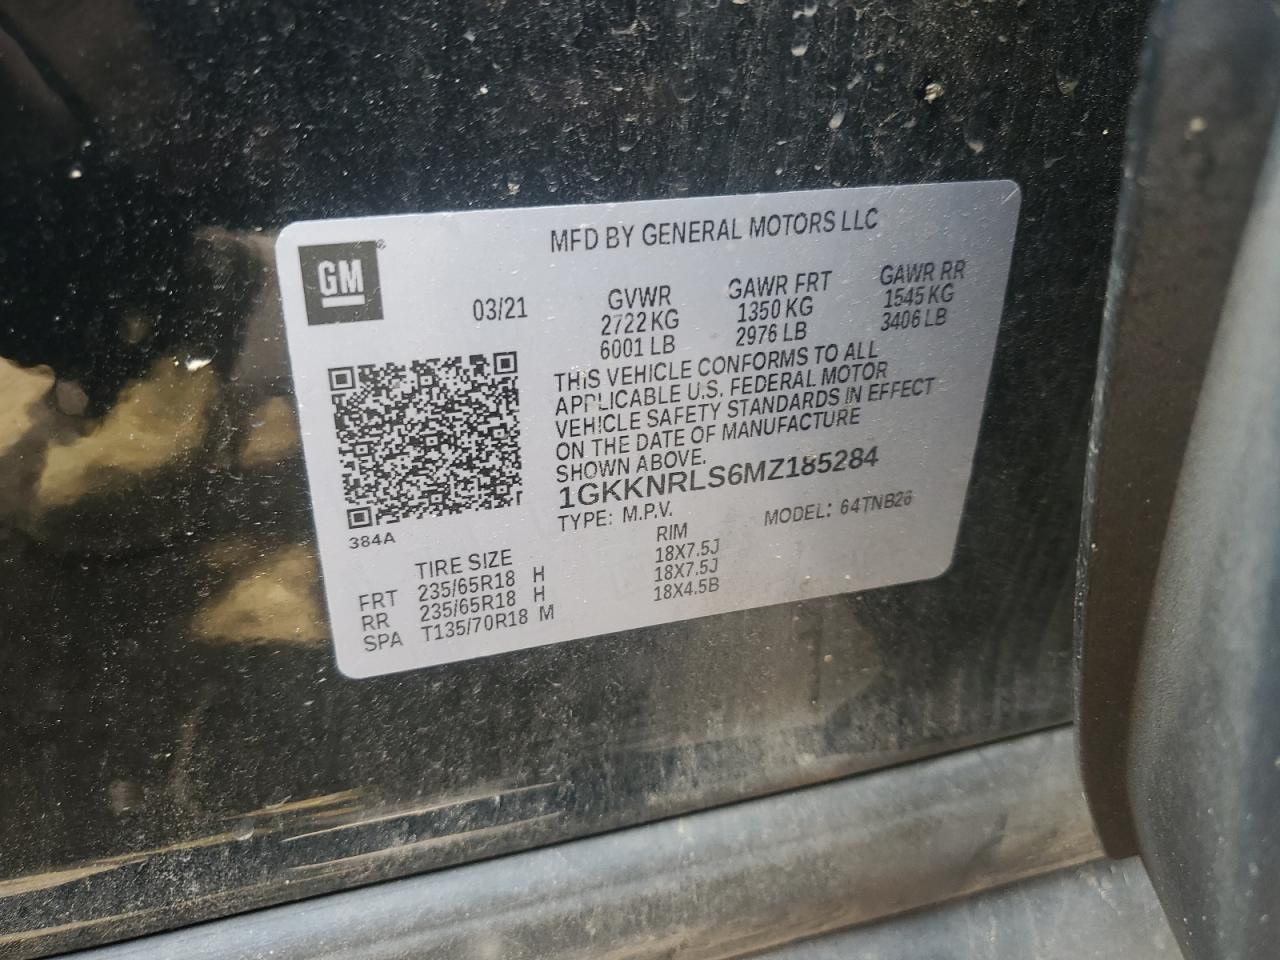 MFD BY GENERAL MOTORS LLC
GM®
03/21
GVWR GAWR FRT GAWR RR
2722 KG 1350 KG 1545 KG
6001 LB 2976 LB 3406 LB
THIS VEHICLE CONFORMS TO ALL
APPLICABLE U.S. FEDERAL MOTOR
VEHICLE SAFETY STANDARDS IN EFFECT
ON THE DATE OF MANUFACTURE
SHOWN ABOVE.
1GKKNRLS6MZ185284
TYPE: M.P.V. MODEL: 64TNB26
384A
TIRE SIZE RIM
FRT 235/65R18 H 18X7.5J
RR 235/65R18 H 18X7.5J
SPA T135/70R18 M 18X4.5B